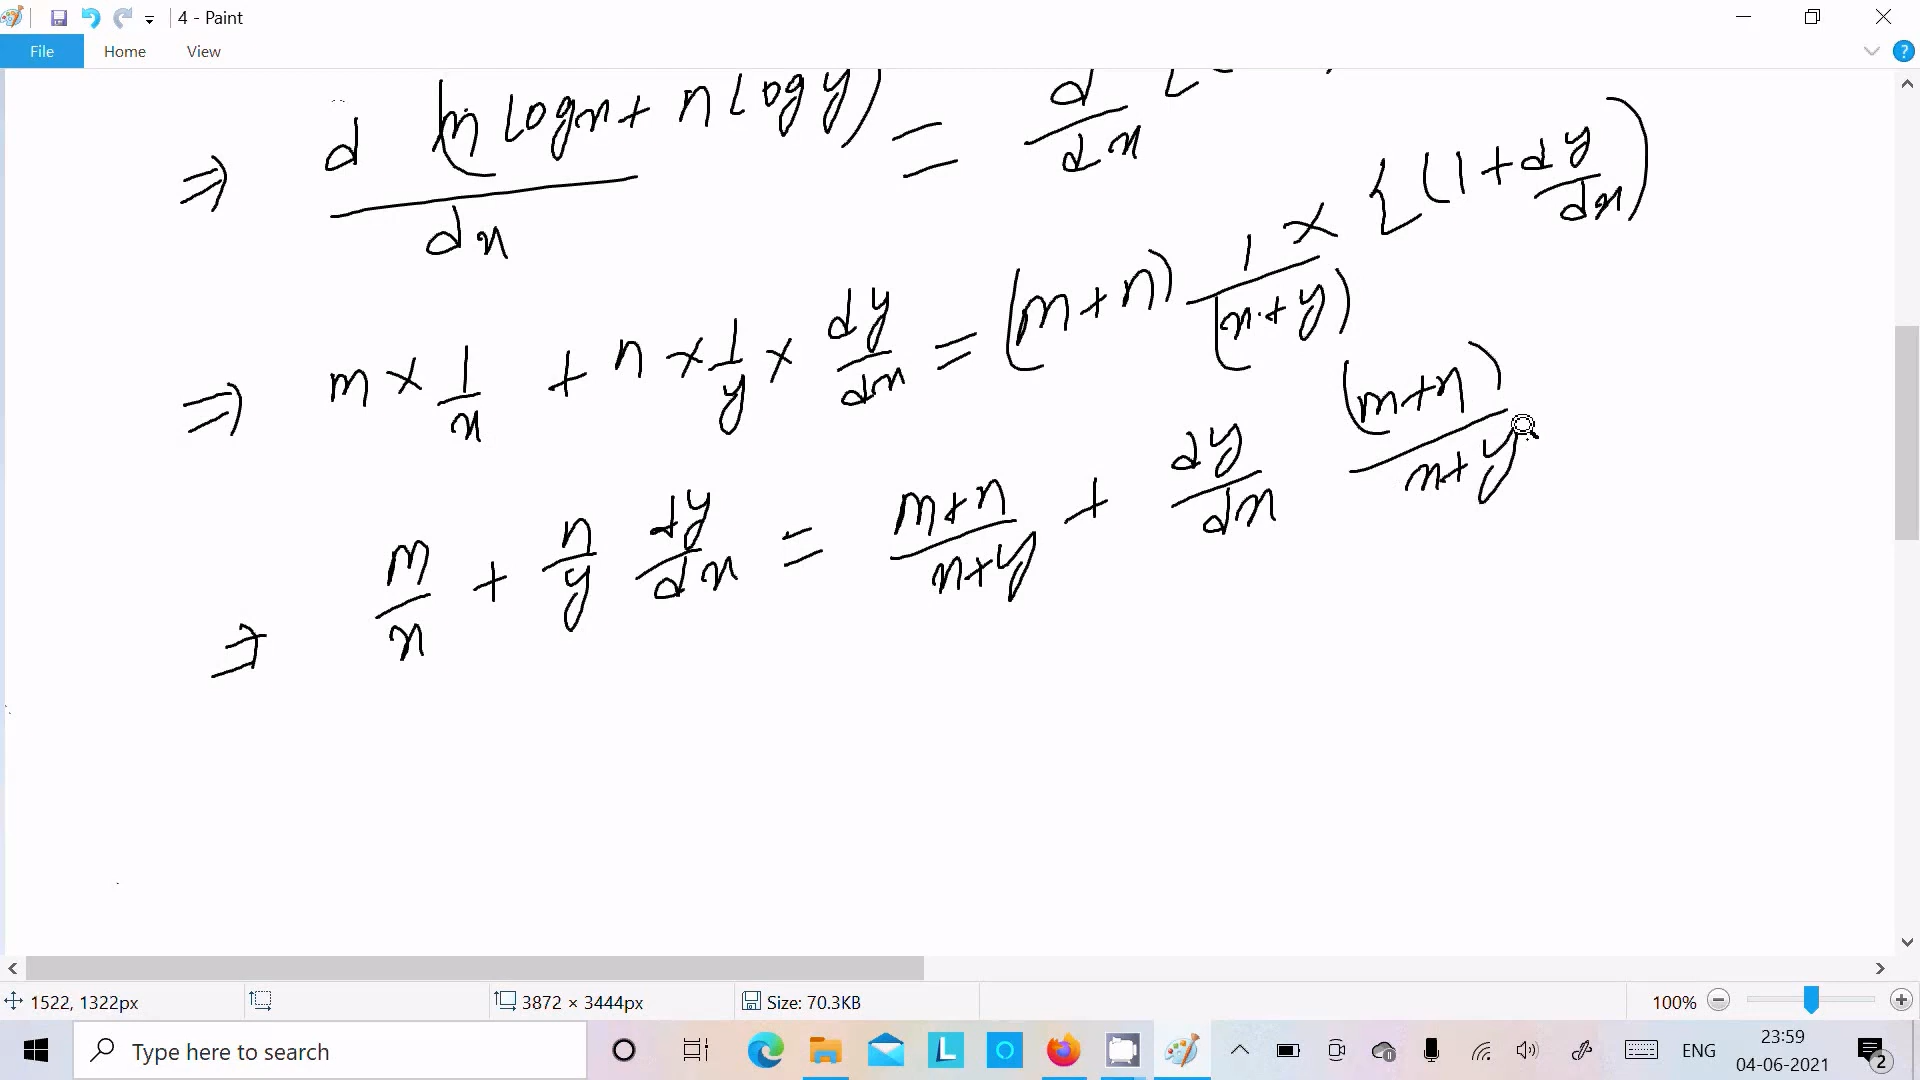 4 - Paint
File Home View
⇒ d (m logx + n logy) / dx = d/dx
⇒ m × 1/x + n × 1/y × dy/dx = (m+n) 1/(x+y) × {(1 + dy/dx)
⇒ m/x + n/y dy/dx = m+n/x+y + dy/dx (m+n)/x+y
1522, 1322px 3872 × 3444px Size: 70.3KB 100%
Type here to search ENG 23:59
04-06-2021 2